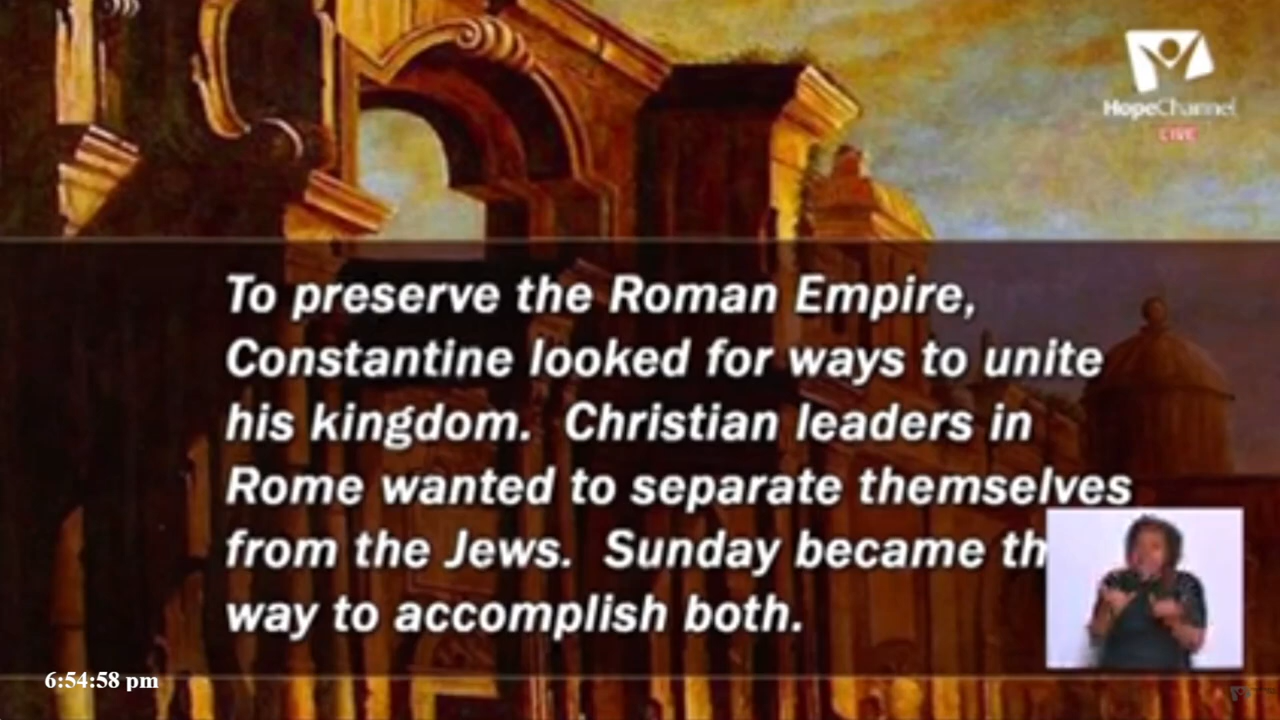 HopeChannel
LIVE
To preserve the Roman Empire,
Constantine looked for ways to unite
his kingdom. Christian leaders in
Rome wanted to separate themselves
from the Jews. Sunday became th
way to accomplish both.
6:54:58 pm